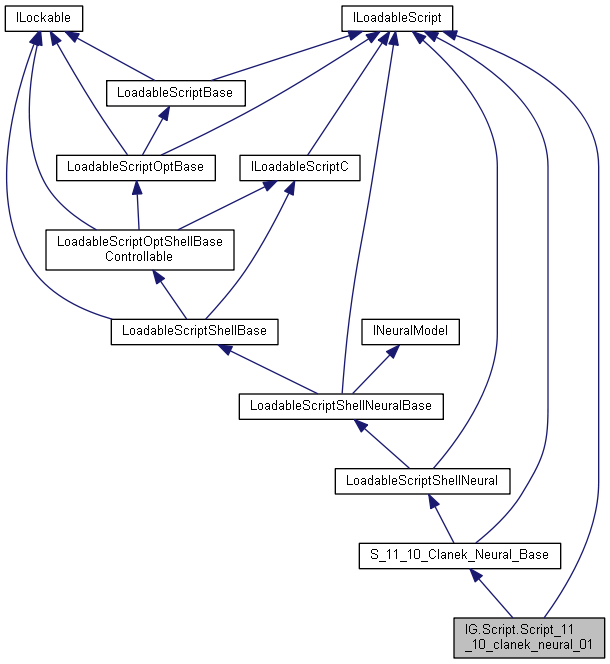 ILockable
ILoadableScript
LoadableScriptBase
LoadableScriptOptBase
ILoadableScriptC
LoadableScriptOptShellBase
Controllable
LoadableScriptShellBase
INeuralModel
LoadableScriptShellNeuralBase
LoadableScriptShellNeural
S_11_10_Clanek_Neural_Base
IG.Script.Script_11
_10_clanek_neural_01